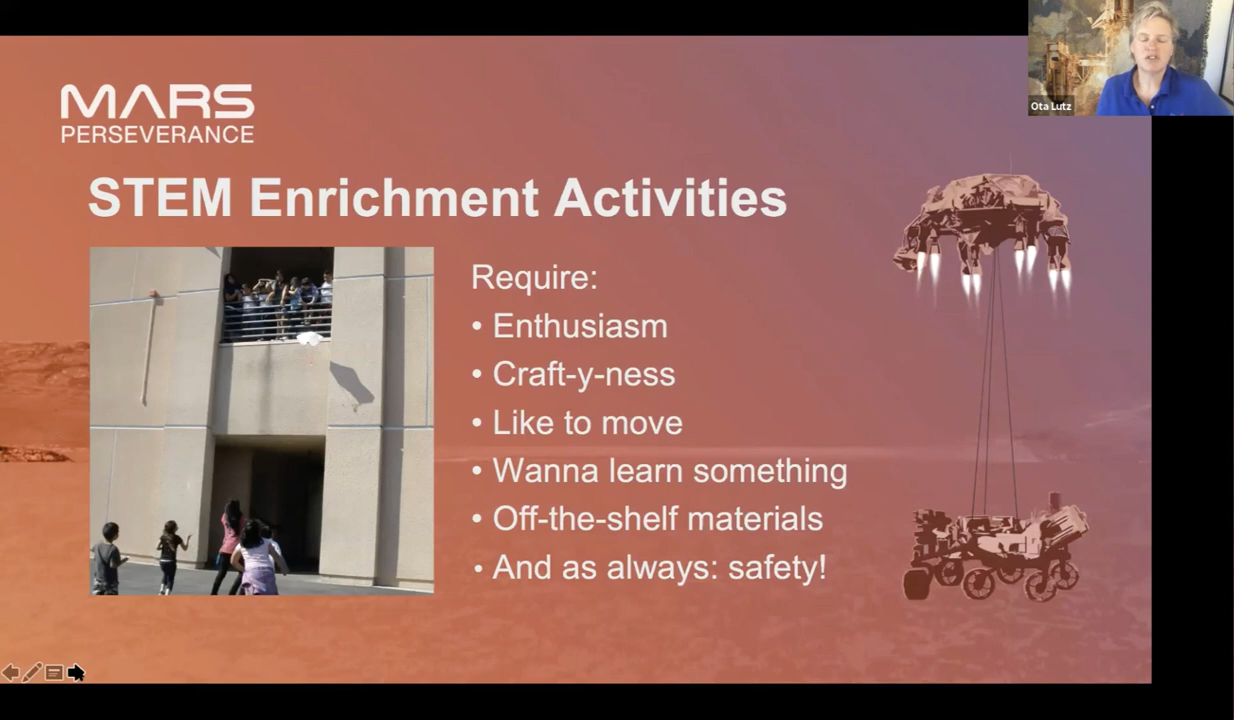 Ota Lutz
MARS
PERSEVERANCE
STEM Enrichment Activities
Require:
• Enthusiasm
• Craft-y-ness
• Like to move
• Wanna learn something
• Off-the-shelf materials
• And as always: safety!